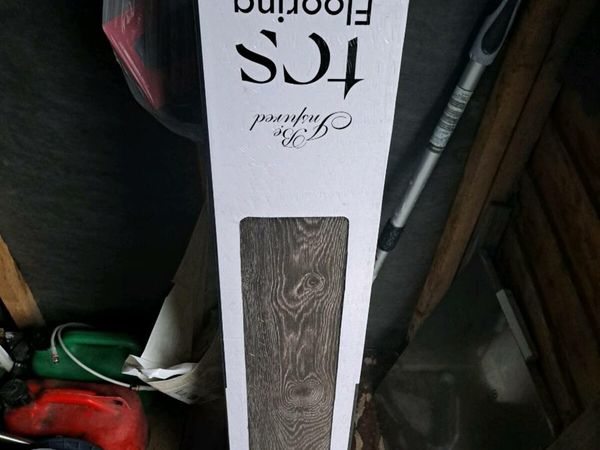 Be
Inspired
tcs
Flooring